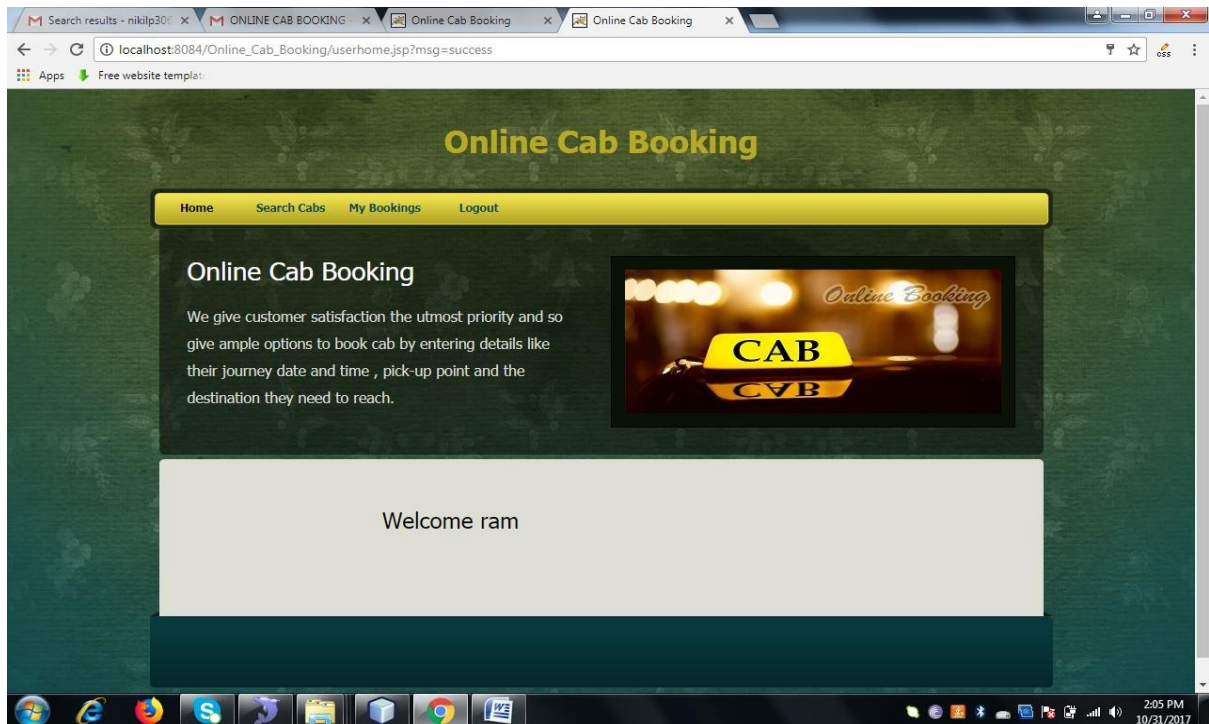 Search results - nikilp306
ONLINE CAB BOOKING -
Online Cab Booking
Online Cab Booking
localhost:8084/Online_Cab_Booking/userhome.jsp?msg=success
css
Apps
Free website templat
Online Cab Booking
Home Search Cabs My Bookings Logout
Online Cab Booking
We give customer satisfaction the utmost priority and so
give ample options to book cab by entering details like
their journey date and time , pick-up point and the
destination they need to reach.
Online Booking
CAB
CAB
Welcome ram
2:05 PM
10/31/2017